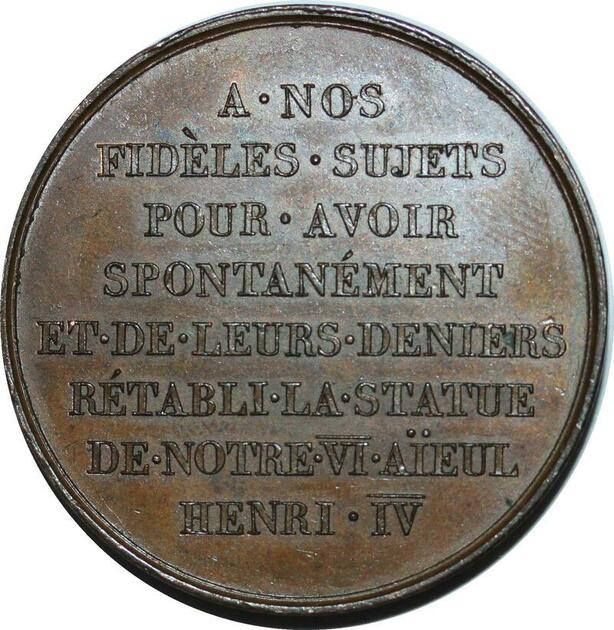 A·NOS
FIDÈLES·SUJETS
POUR·AVOIR
SPONTANÉMENT
ET·DE·LEURS·DENIERS
RÉTABLI·LA·STATUE
DE·NOTRE·VI·AÏEUL
HENRI·IV